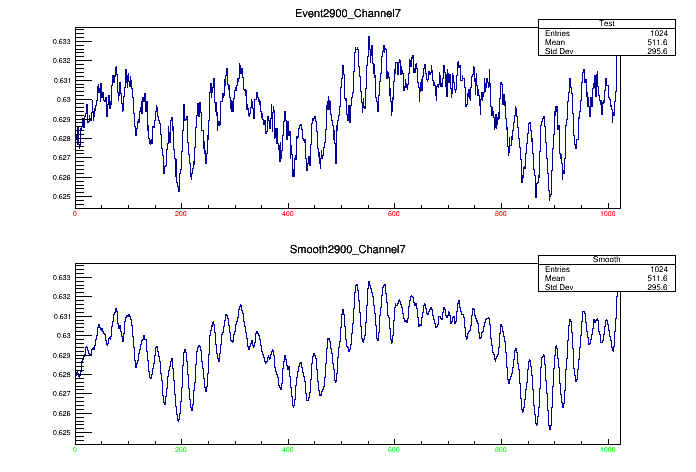 Event2900_Channel7
Test
Entries 1024
Mean 511.6
Std Dev 295.6
0.633
0.632
0.631
0.63
0.629
0.628
0.627
0.626
0.625
0 200 400 600 800 1000
Smooth2900_Channel7
Smooth
Entries 1024
Mean 511.6
Std Dev 295.6
0.633
0.632
0.631
0.63
0.629
0.628
0.627
0.626
0.625
0 200 400 600 800 1000